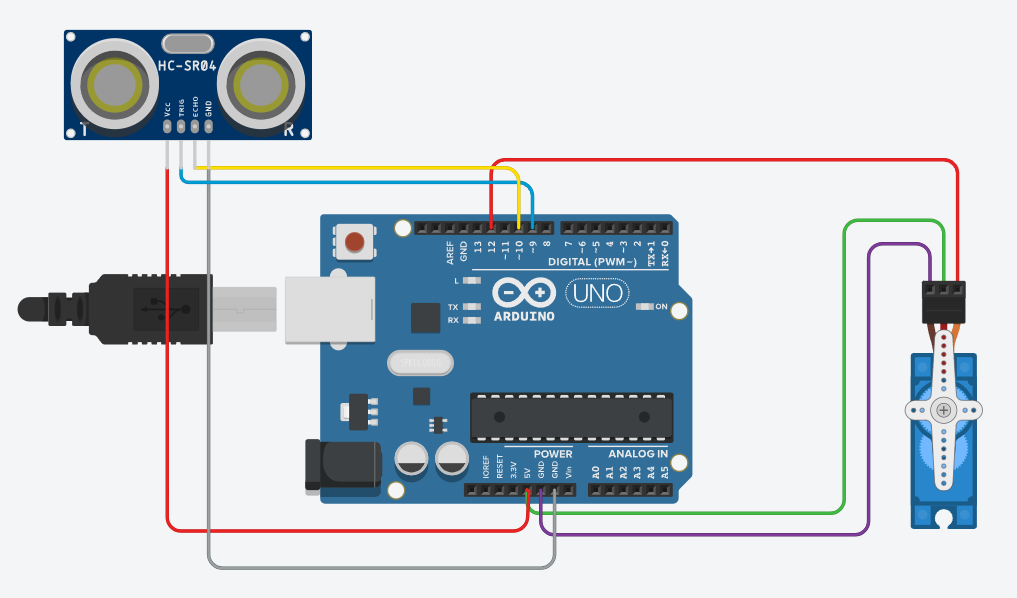 HC-SR04
VCC
TRIG
ECHO
GND
T
R
AREF
GND
13
12
~11
~10
~9
8
7
~6
~5
4
~3
2
TX→1
RX←0
DIGITAL (PWM~)
L
TX
RX
ARDUINO
UNO
ON
POWER
ANALOG IN
IOREF
RESET
3.3V
5V
GND
GND
Vin
A0
A1
A2
A3
A4
A5